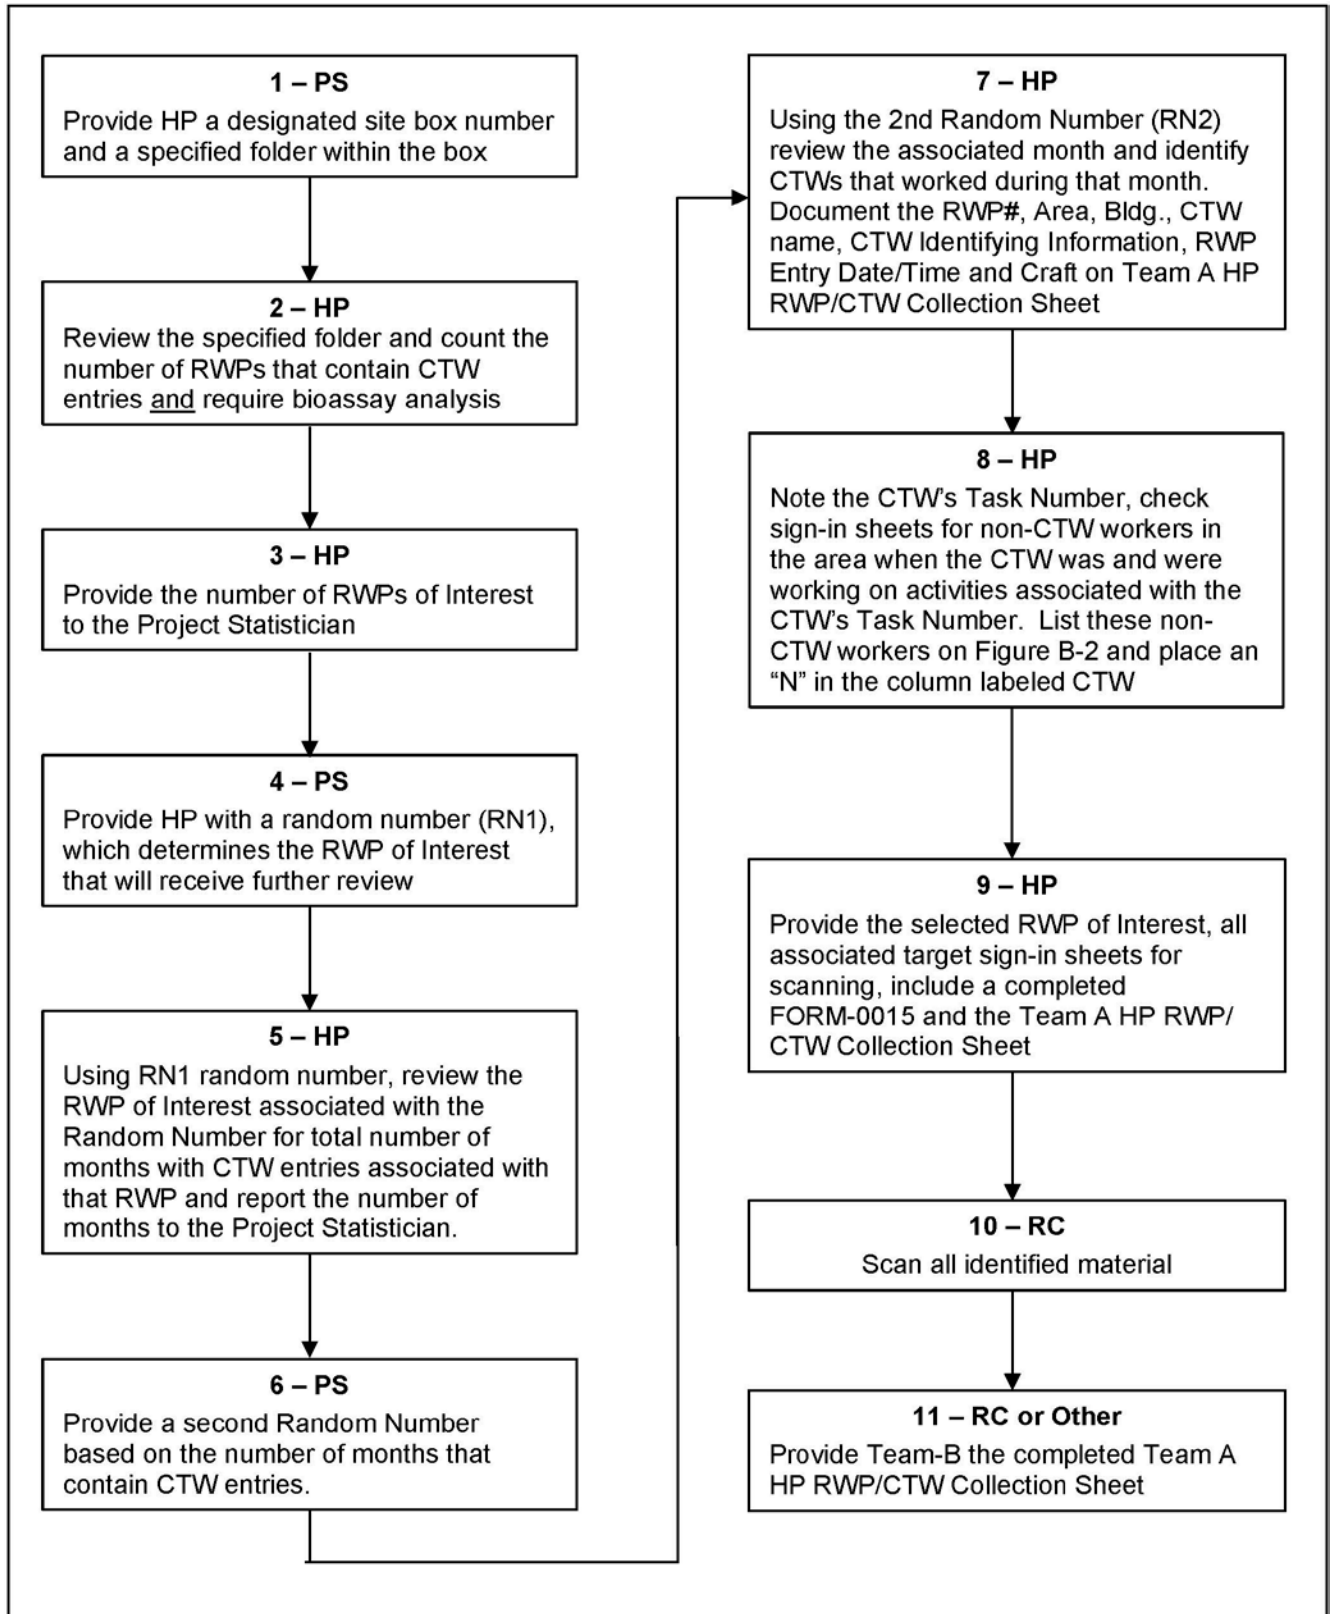 1 – PS
Provide HP a designated site box number
and a specified folder within the box
2 – HP
Review the specified folder and count the
number of RWPs that contain CTW
entries and require bioassay analysis
3 – HP
Provide the number of RWPs of Interest
to the Project Statistician
4 – PS
Provide HP with a random number (RN1),
which determines the RWP of Interest
that will receive further review
5 – HP
Using RN1 random number, review the
RWP of Interest associated with the
Random Number for total number of
months with CTW entries associated with
that RWP and report the number of
months to the Project Statistician.
6 – PS
Provide a second Random Number
based on the number of months that
contain CTW entries.
7 – HP
Using the 2nd Random Number (RN2)
review the associated month and identify
CTWs that worked during that month.
Document the RWP#, Area, Bldg., CTW
name, CTW Identifying Information, RWP
Entry Date/Time and Craft on Team A HP
RWP/CTW Collection Sheet
8 – HP
Note the CTW's Task Number, check
sign-in sheets for non-CTW workers in
the area when the CTW was and were
working on activities associated with the
CTW's Task Number.  List these non-
CTW workers on Figure B-2 and place an
“N” in the column labeled CTW
9 – HP
Provide the selected RWP of Interest, all
associated target sign-in sheets for
scanning, include a completed
FORM-0015 and the Team A HP RWP/
CTW Collection Sheet
10 – RC
Scan all identified material
11 – RC or Other
Provide Team-B the completed Team A
HP RWP/CTW Collection Sheet